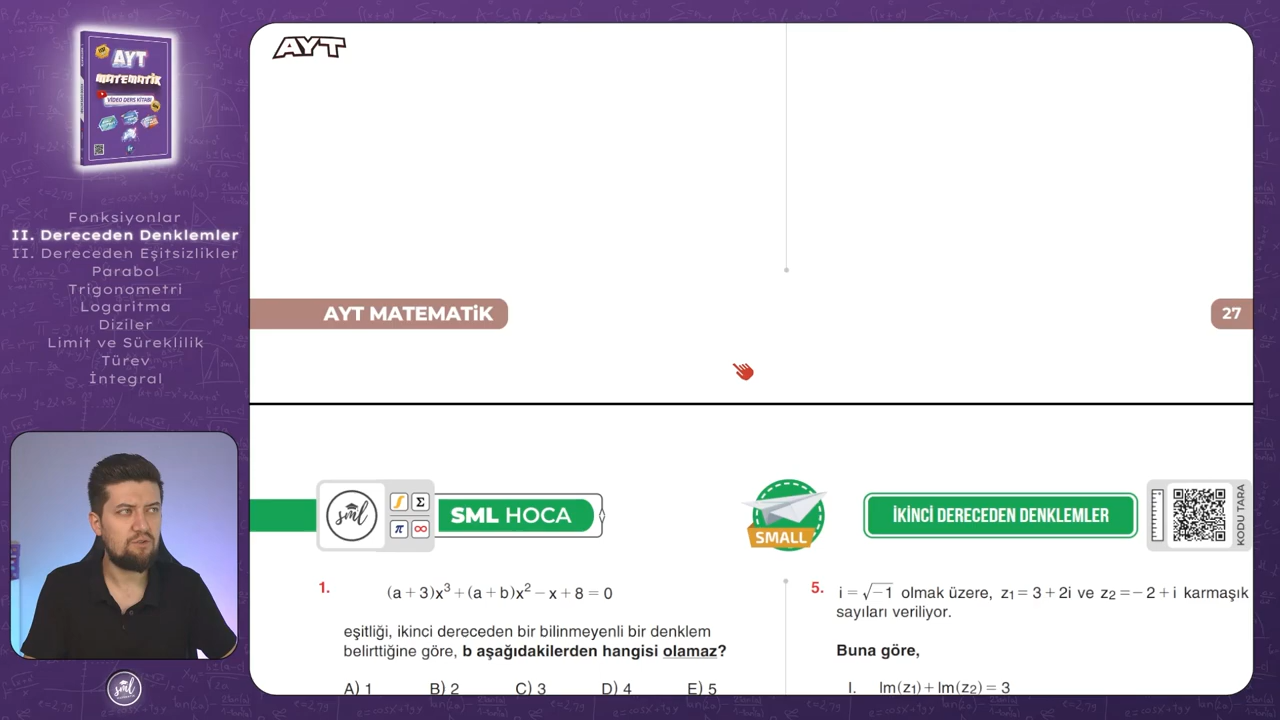 AYT
MATEMATİK
VİDEO DERS KİTABI
Fonksiyonlar
II. Dereceden Denklemler
II. Dereceden Eşitsizlikler
Parabol
Trigonometri
Logaritma
Diziler
Limit ve Süreklilik
Türev
İntegral
sml
AYT
AYT MATEMATİK
27
sml
∫ Σ
π ∞
SML HOCA
SMALL
İKİNCİ DERECEDEN DENKLEMLER
KODU TARA
1. (a + 3)x³ + (a + b)x² − x + 8 = 0
eşitliği, ikinci dereceden bir bilinmeyenli bir denklem
belirttiğine göre, b aşağıdakilerden hangisi olamaz?
A) 1 B) 2 C) 3 D) 4 E) 5
5. i = √−1 olmak üzere, z₁ = 3 + 2i ve z₂ = − 2 + i karmaşık
sayıları veriliyor.
Buna göre,
I. Im(z₁) + Im(z₂) = 3